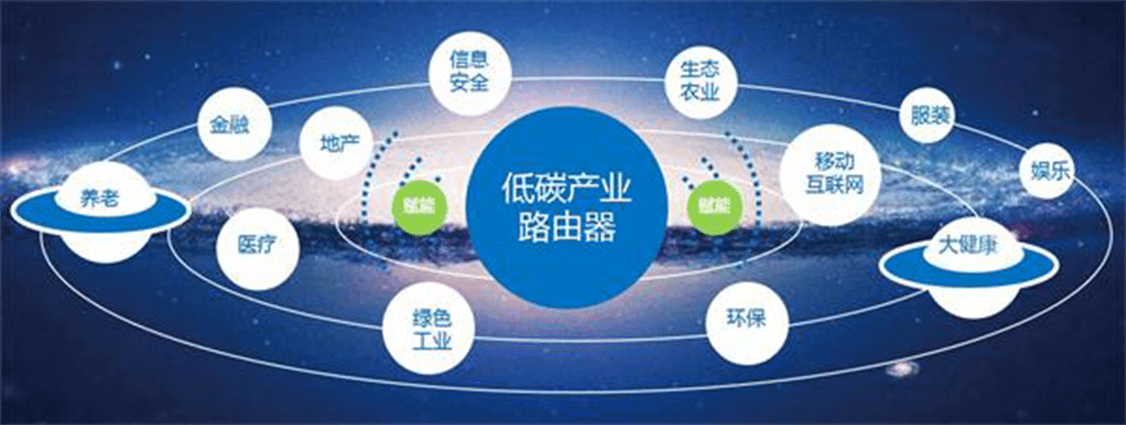 信息
安全
生态
农业
金融
地产
服装
移动
互联网
娱乐
养老
赋能
低碳产业
路由器
赋能
医疗
大健康
绿色
工业
环保